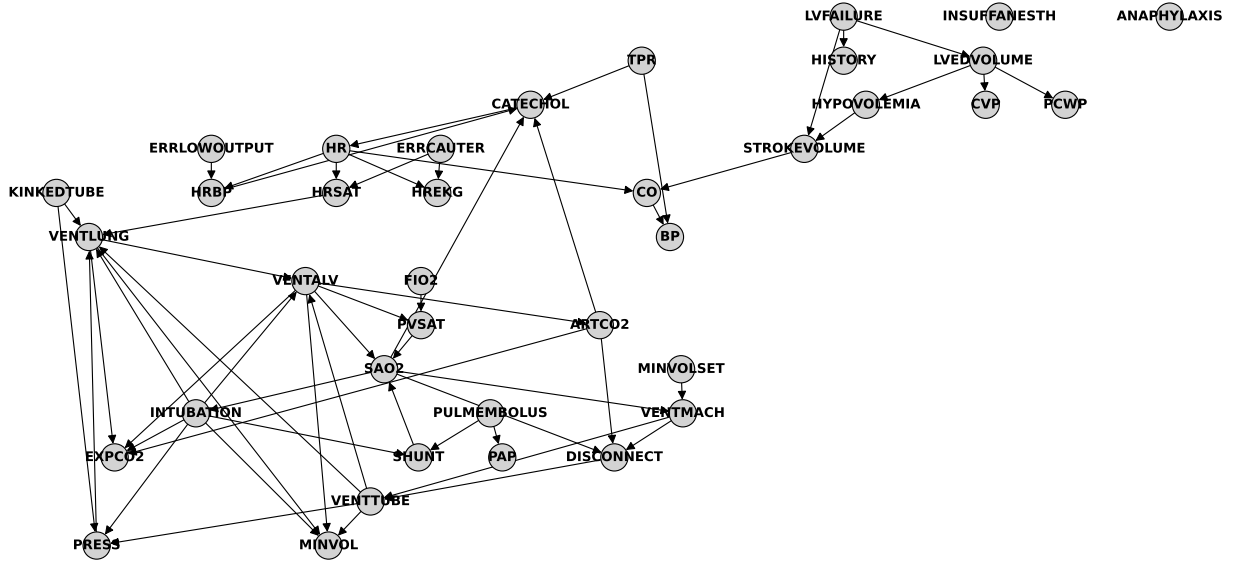 LVFAILURE INSUFFANESTH ANAPHYLAXIS
TPR HISTORY LVEDVOLUME
CATECHOL HYPOVOLEMIA CVP PCWP
ERRLOWOUTPUT HR ERRCAUTER STROKEVOLUME
KINKEDTUBE HRBP HRSAT HREKG CO
VENTLUNG BP
VENTALV FIO2
PVSAT ARTCO2
SAO2 MINVOLSET
INTUBATION PULMEMBOLUS VENTMACH
EXPCO2 SHUNT PAP DISCONNECT
VENTTUBE
PRESS MINVOL